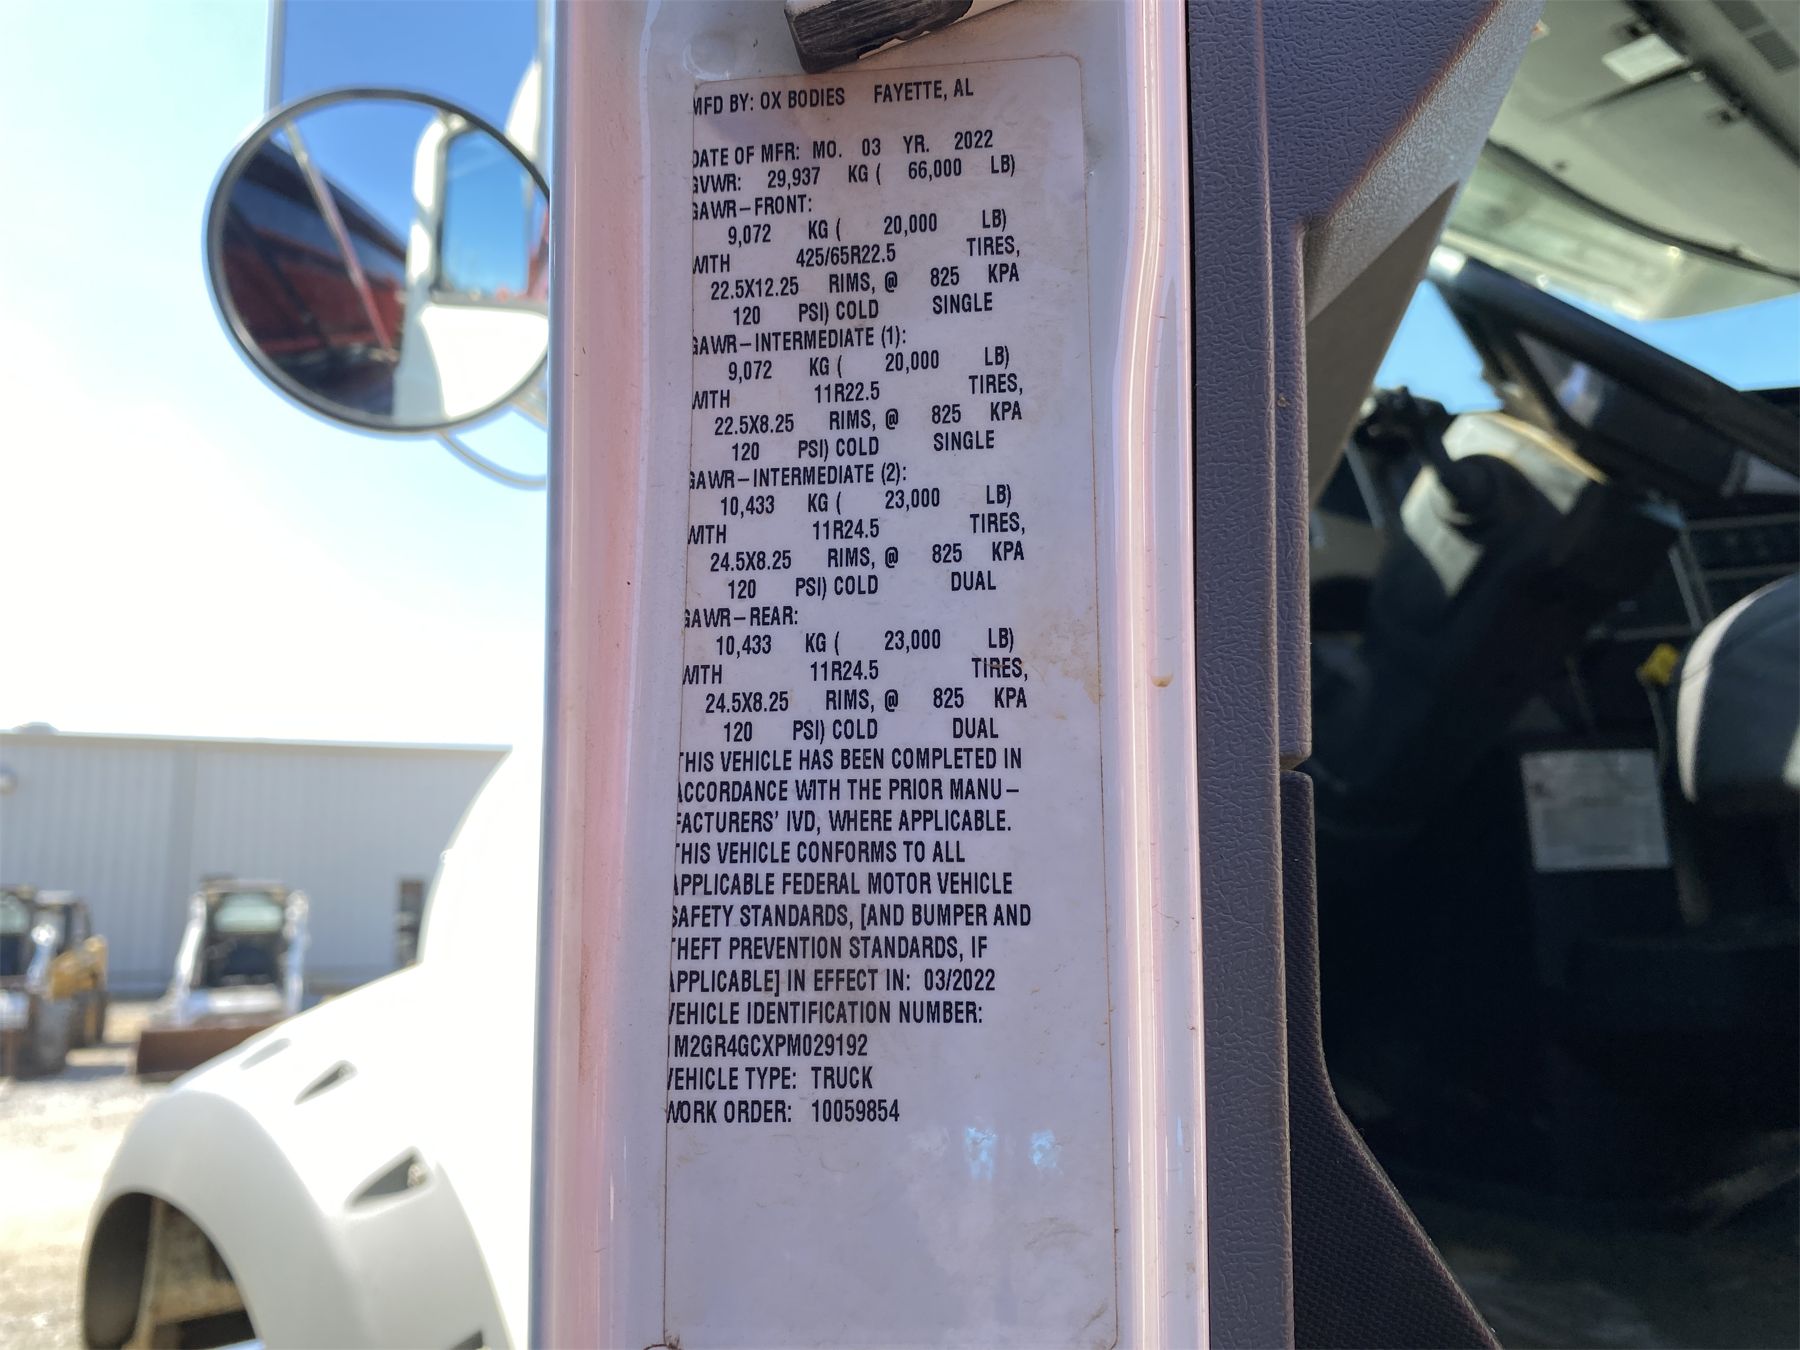 MFD BY: OX BODIES FAYETTE, AL
DATE OF MFR: MO. 03 YR. 2022
GVWR: 29,937 KG ( 66,000 LB)
GAWR-FRONT:
9,072 KG ( 20,000 LB)
WITH 425/65R22.5 TIRES,
22.5X12.25 RIMS, @ 825 KPA
120 PSI) COLD SINGLE
GAWR-INTERMEDIATE (1):
9,072 KG ( 20,000 LB)
WITH 11R22.5 TIRES,
22.5X8.25 RIMS, @ 825 KPA
120 PSI) COLD SINGLE
GAWR-INTERMEDIATE (2):
10,433 KG ( 23,000 LB)
WITH 11R24.5 TIRES,
24.5X8.25 RIMS, @ 825 KPA
120 PSI) COLD DUAL
GAWR-REAR:
10,433 KG ( 23,000 LB)
WITH 11R24.5 TIRES,
24.5X8.25 RIMS, @ 825 KPA
120 PSI) COLD DUAL
THIS VEHICLE HAS BEEN COMPLETED IN
ACCORDANCE WITH THE PRIOR MANU-
FACTURERS' IVD, WHERE APPLICABLE.
THIS VEHICLE CONFORMS TO ALL
APPLICABLE FEDERAL MOTOR VEHICLE
SAFETY STANDARDS, [AND BUMPER AND
THEFT PREVENTION STANDARDS, IF
APPLICABLE] IN EFFECT IN: 03/2022
VEHICLE IDENTIFICATION NUMBER:
1M2GR4GCXPM029192
VEHICLE TYPE: TRUCK
WORK ORDER: 10059854